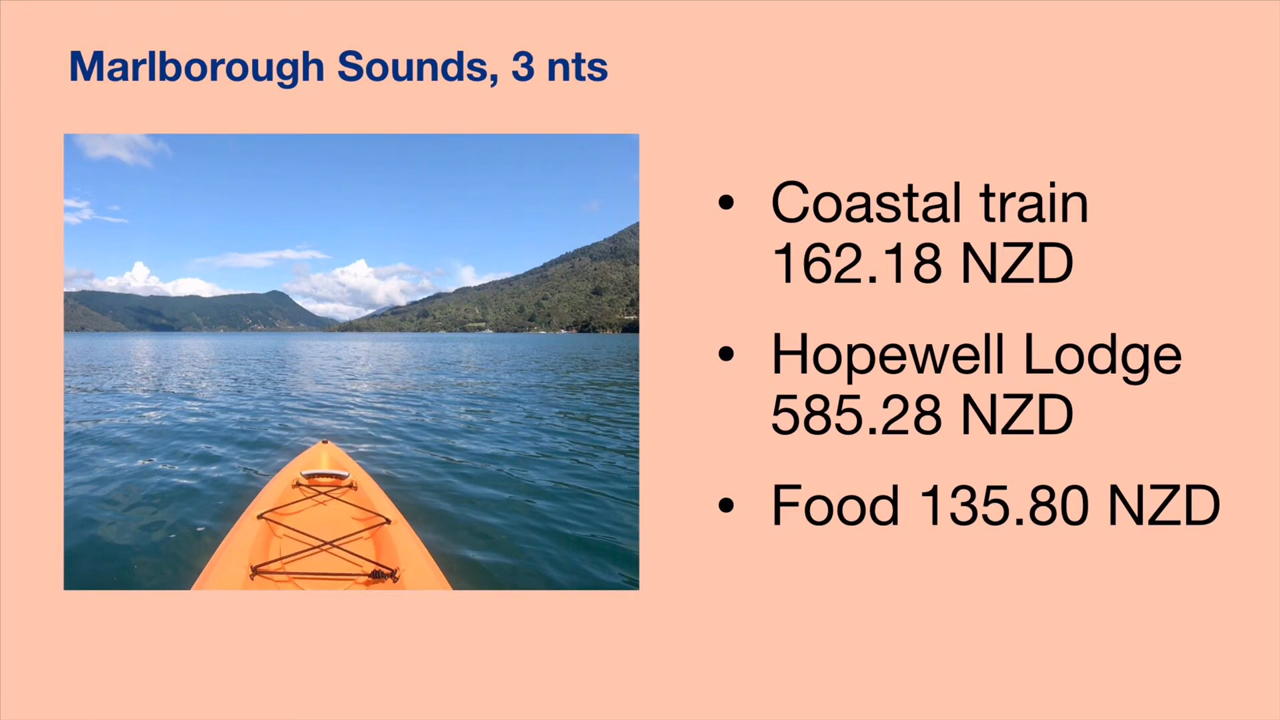 Marlborough Sounds, 3 nts
• Coastal train
162.18 NZD
• Hopewell Lodge
585.28 NZD
• Food 135.80 NZD